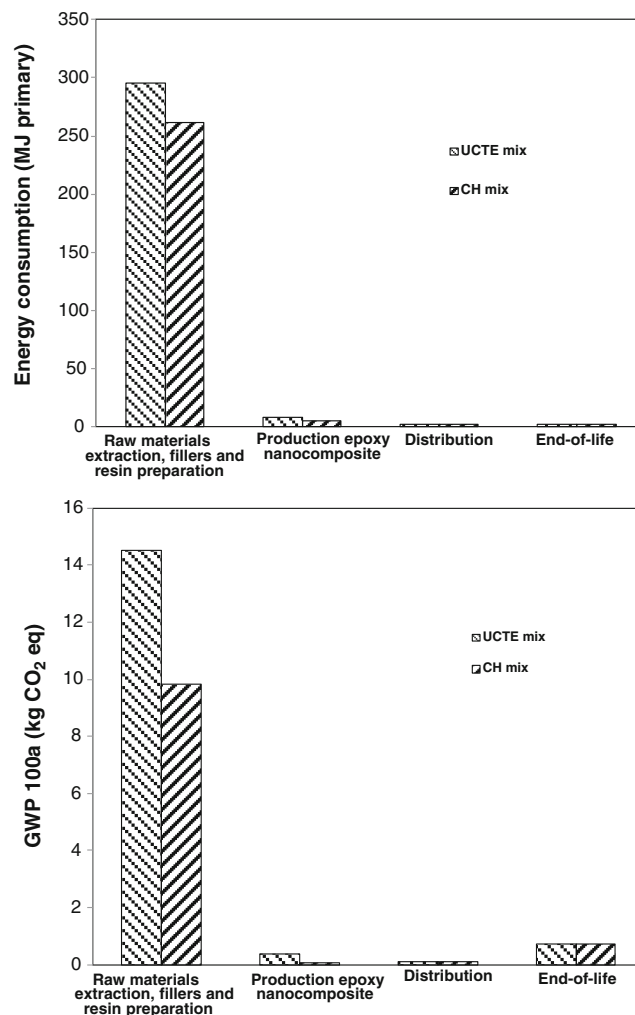 350
300
250
200
150
100
50
0
Energy consumption (MJ primary)
UCTE mix
CH mix
Raw materials
extraction, fillers and
resin preparation
Production epoxy
nanocomposite
Distribution
End-of-life
16
14
12
10
8
6
4
2
0
GWP 100a (kg CO₂ eq)
UCTE mix
CH mix
Raw materials
extraction, fillers and
resin preparation
Production epoxy
nanocomposite
Distribution
End-of-life